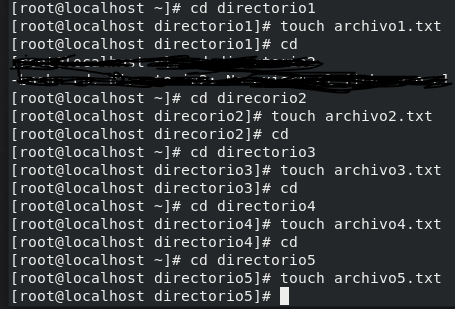 [root@localhost ~]# cd directorio1
[root@localhost directorio1]# touch archivo1.txt
[root@localhost directorio1]# cd
[root@localhost ~]# cd direcorio2
[root@localhost direcorio2]# touch archivo2.txt
[root@localhost direcorio2]# cd
[root@localhost ~]# cd directorio3
[root@localhost directorio3]# touch archivo3.txt
[root@localhost directorio3]# cd
[root@localhost ~]# cd directorio4
[root@localhost directorio4]# touch archivo4.txt
[root@localhost directorio4]# cd
[root@localhost ~]# cd directorio5
[root@localhost directorio5]# touch archivo5.txt
[root@localhost directorio5]#